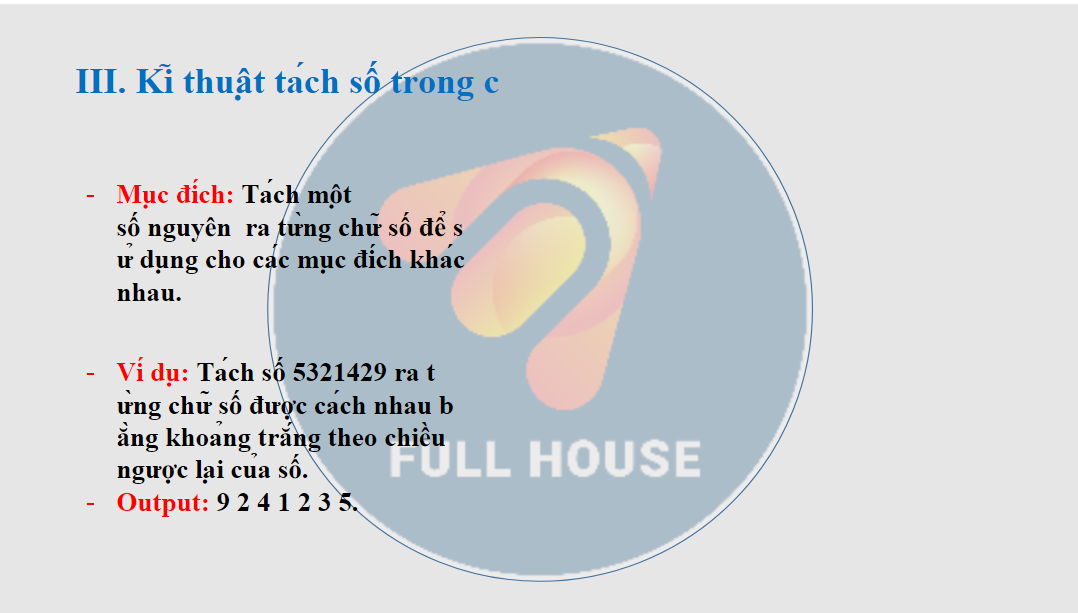 III. Kĩ thuật tách số trong c
- Mục đích: Tách một
số nguyên ra từng chữ số để s
ử dụng cho các mục đích khác
nhau.
- Ví dụ: Tách số 5321429 ra t
ừng chữ số được cách nhau b
ằng khoảng trắng theo chiều
ngược lại của số.
FULL HOUSE
- Output: 9 2 4 1 2 3 5.